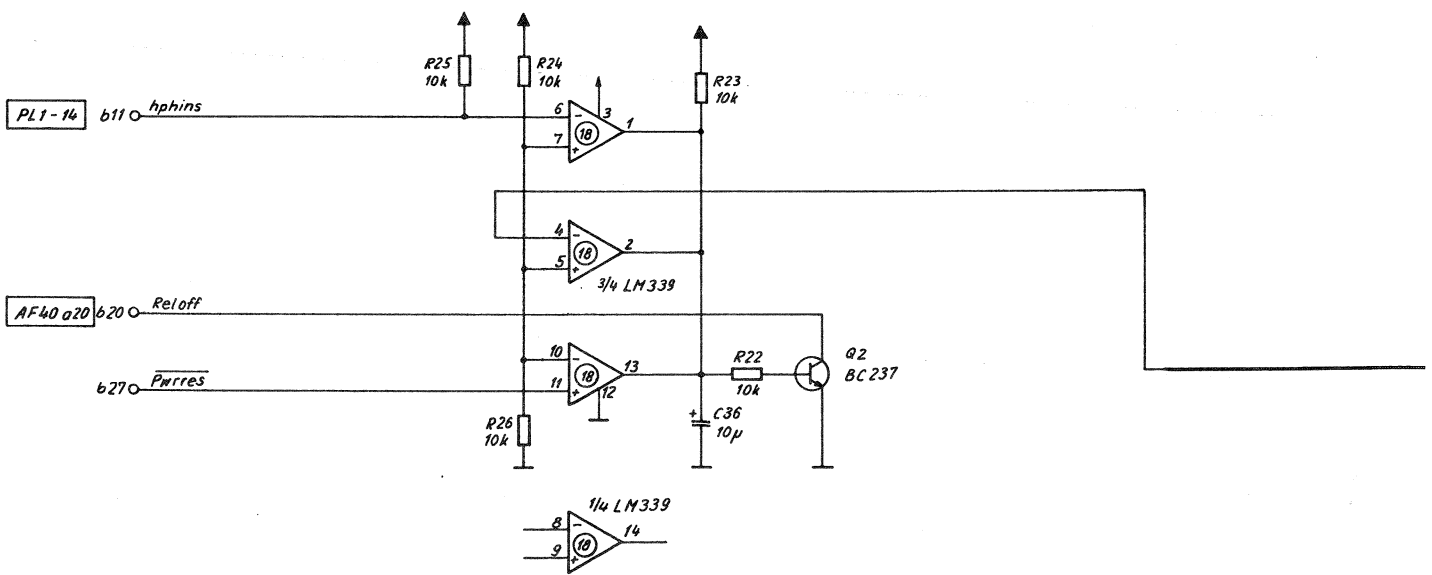 R25
10k
R24
10k
R23
10k
PL1-14 b11 hphins
6 - 3 1
18
7 +
4 - 2
18
5 +
3/4 LM339
AF40 a20 b20 Reloff
10 - 13
18
11 + 12
R22
10k
Q2
BC237
b27 Pwrres
R26
10k
+ C36
10µ
1/4 LM339
8 - 14
18
9 +